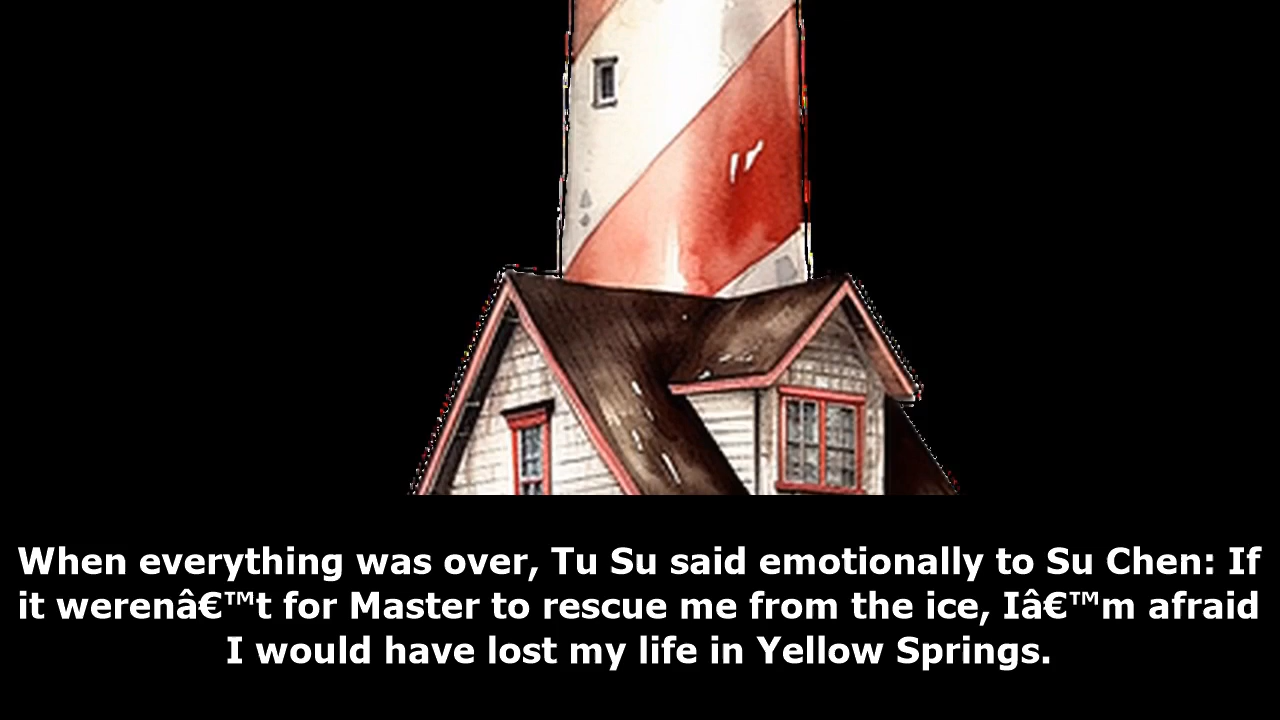 When everything was over, Tu Su said emotionally to Su Chen: If
it werenâ€™t for Master to rescue me from the ice, Iâ€™m afraid
I would have lost my life in Yellow Springs.